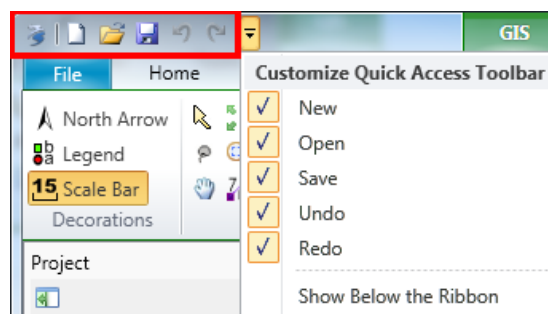 GIS
File Home
Customize Quick Access Toolbar
New
Open
Save
Undo
Redo
Show Below the Ribbon
North Arrow
b
a Legend
15 Scale Bar
Decorations
Project